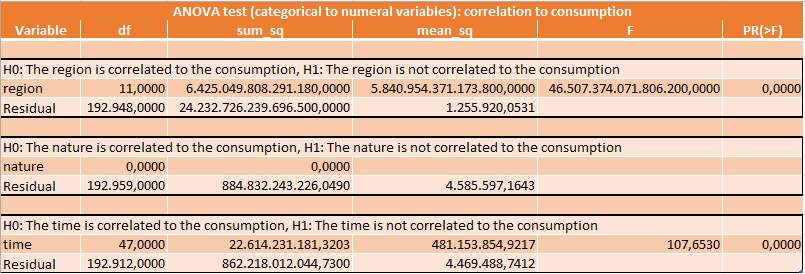 ANOVA test (categorical to numeral variables): correlation to consumption
Variable df sum_sq mean_sq F PR(>F)
H0: The region is correlated to the consumption, H1: The region is not correlated to the consumption
region 11,0000 6.425.049.808.291.180,0000 5.840.954.371.173.800,0000 46.507.374.071.806.200,0000 0,0000
Residual 192.948,0000 24.232.726.239.696.500,0000 1.255.920,0531
H0: The nature is correlated to the consumption, H1: The nature is not correlated to the consumption
nature 0,0000 0,0000
Residual 192.959,0000 884.832.243.226,0490 4.585.597,1643
H0: The time is correlated to the consumption, H1: The time is not correlated to the consumption
time 47,0000 22.614.231.181,3203 481.153.854,9217 107,6530 0,0000
Residual 192.912,0000 862.218.012.044,7300 4.469.488,7412